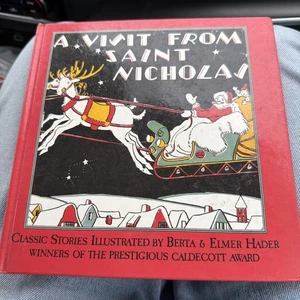 A VISIT FROM
SAINT
NICHOLAS
CLASSIC STORIES ILLUSTRATED BY BERTA & ELMER HADER
WINNERS OF THE PRESTIGIOUS CALDECOTT AWARD